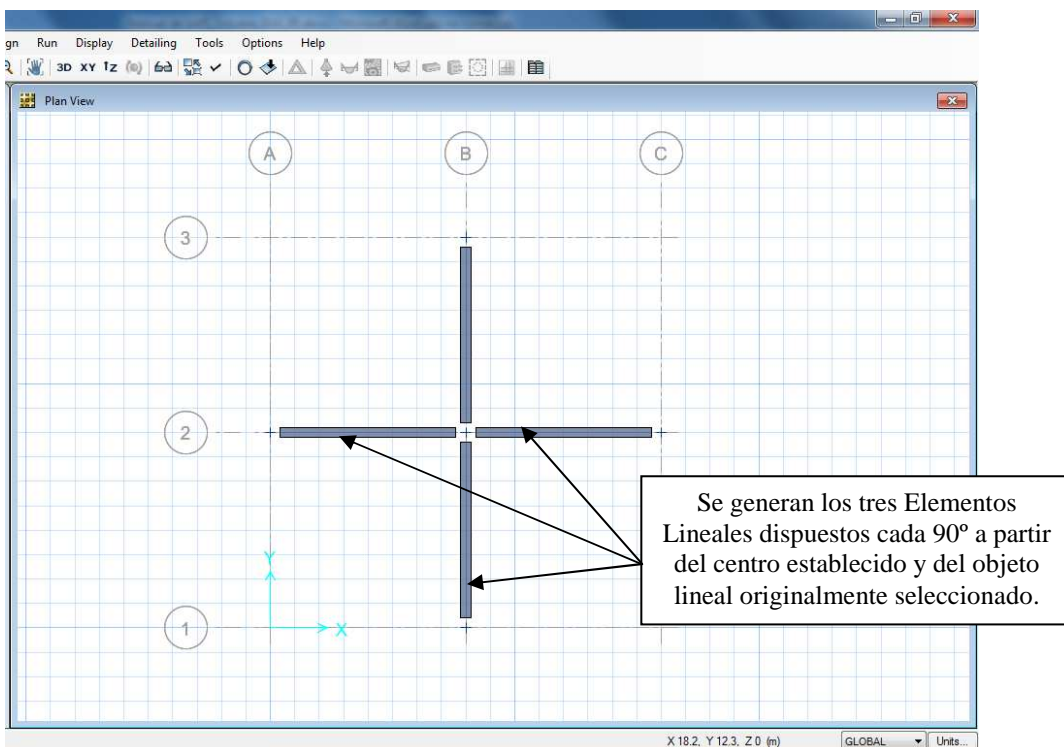 gn Run Display Detailing Tools Options Help
3D XY
Plan View
A B C
3
2
1
Y
X
Se generan los tres Elementos
Lineales dispuestos cada 90º a partir
del centro establecido y del objeto
lineal originalmente seleccionado.
X 18.2, Y 12.3, Z 0 (m) GLOBAL Units...